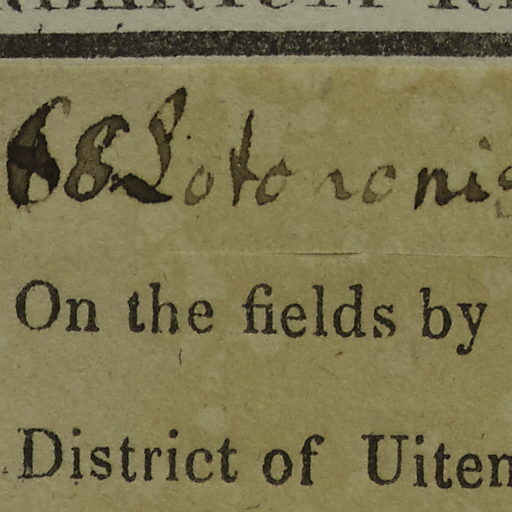 68 Lotononis
On the fields by
District of Uiten